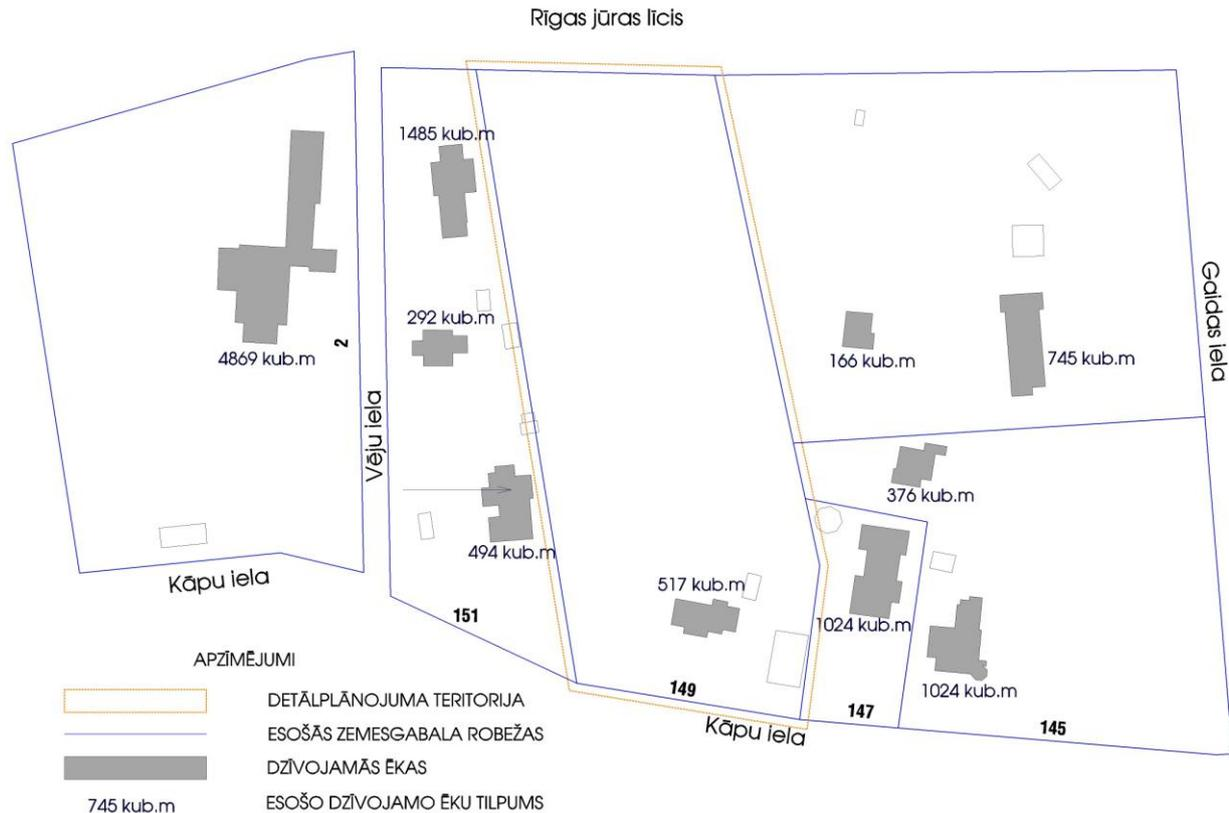 Rīgas jūras līcis
1485 kub.m
292 kub.m
4869 kub.m
2
Vēju iela
166 kub.m
745 kub.m
Gaidas iela
376 kub.m
494 kub.m
Kāpu iela
517 kub.m
1024 kub.m
151
149
147
145
1024 kub.m
Kāpu iela
APZĪMĒJUMI
DETĀLPLĀNOJUMA TERITORIJA
ESOŠĀS ZEMESGABALA ROBEŽAS
DZĪVOJAMĀS ĒKAS
745 kub.m ESOŠO DZĪVOJAMO ĒKU TILPUMS